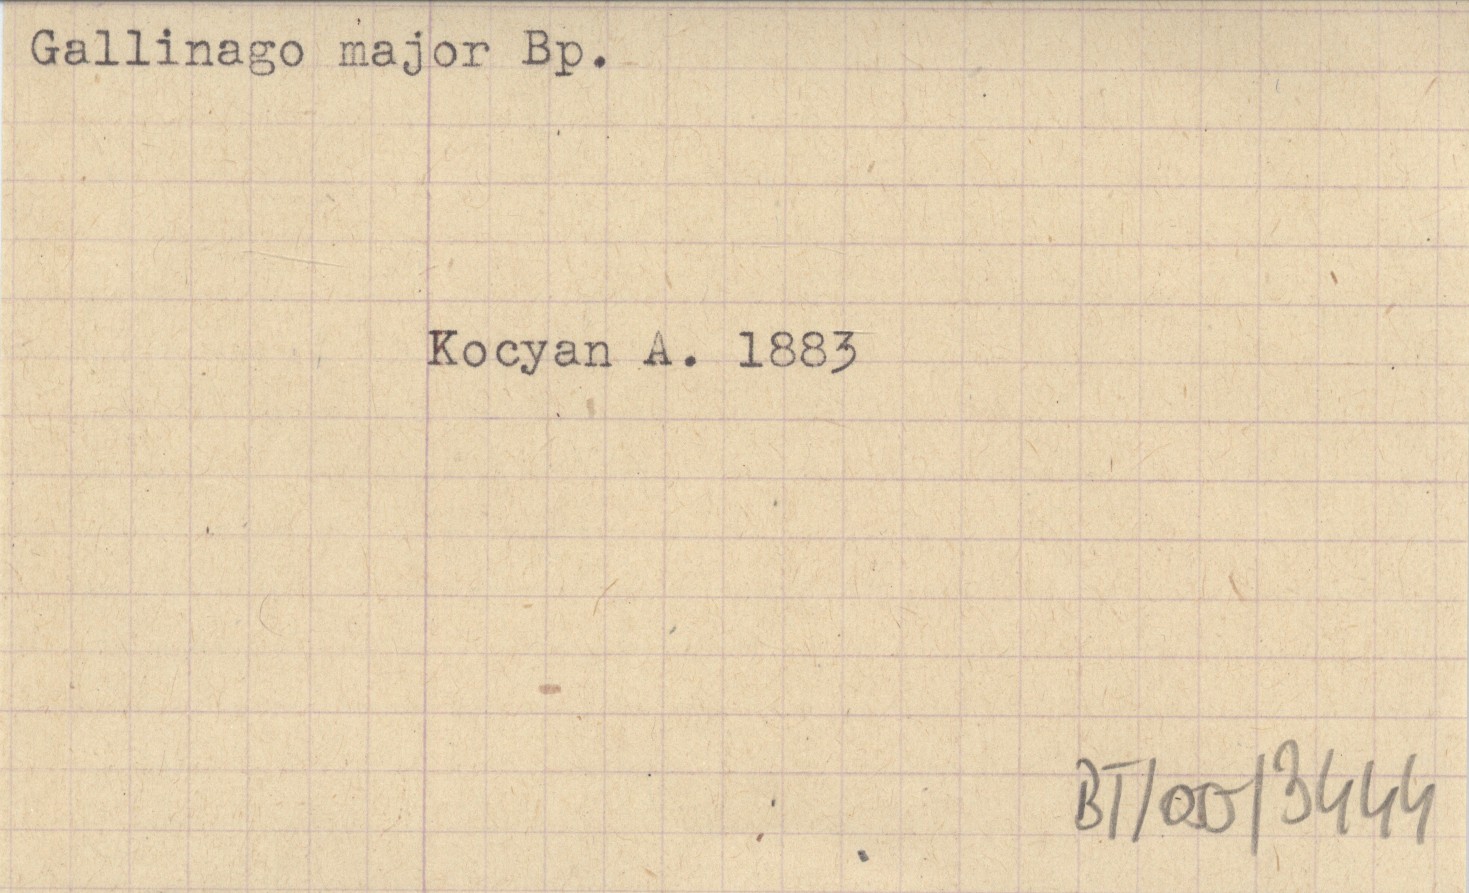 Gallinago major Bp.
Kocyan A. 1883
BT/00/3444